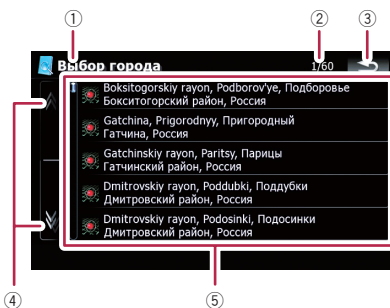 ① ② ③
Выбор города 1/60
Boksitogorskiy rayon, Podborov'ye, Подборовье
Бокситогорский район, Россия
Gatchina, Prigorodnyy, Пригородный
Гатчина, Россия
Gatchinskiy rayon, Paritsy, Парицы
Гатчинский район, Россия
Dmitrovskiy rayon, Poddubki, Поддубки
Дмитровский район, Россия
Dmitrovskiy rayon, Podosinki, Подосинки
Дмитровский район, Россия
④ ⑤